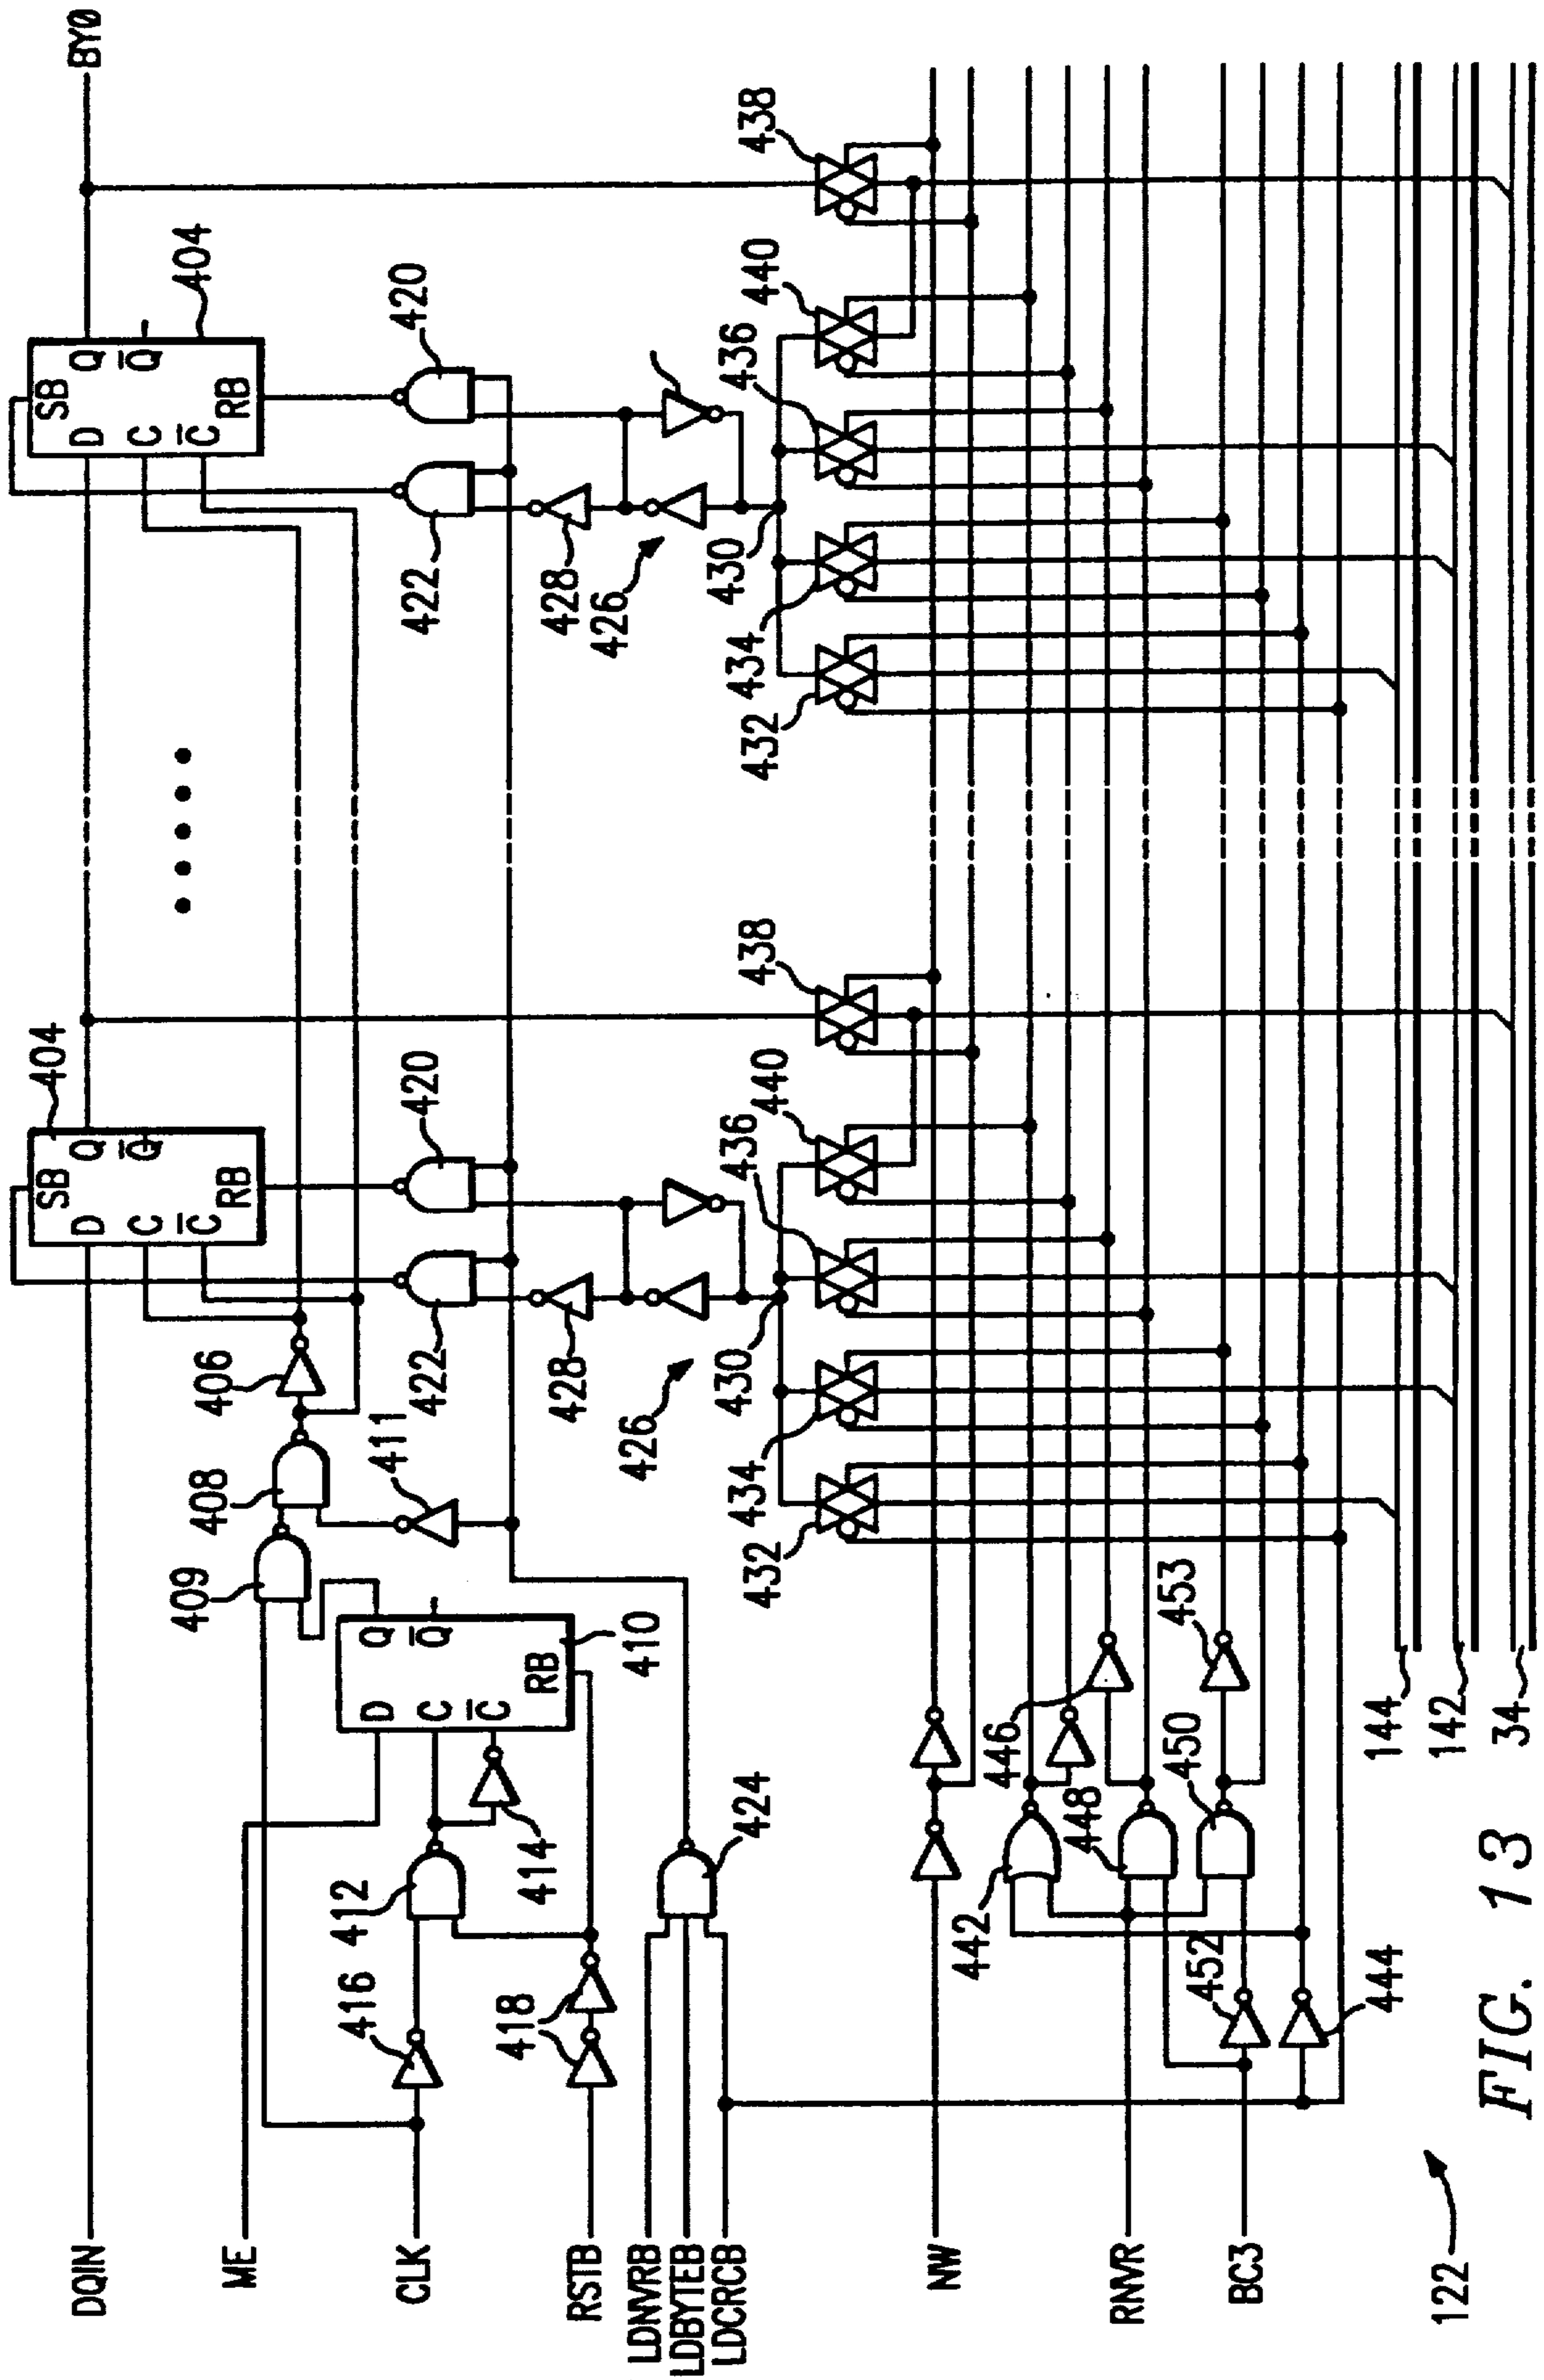 DQIN
ME
CLK
RSTB
LDNVRB
LDBYTEB
LDCRCB
NW
RNVR
BC3
122
FIG. 13
416
418
412
414
424
D
C
C̅
Q
Q̅
RB
410
409
408
406
411
442
448
446
450
452
453
444
144
142
34
SB
D
C
C̅
Q
Q̅
RB
404
422
420
428
426
430
432
434
436
440
438
SB
D
C
C̅
Q
Q̅
RB
404
422
420
428
426
430
432
434
436
440
438
BY0